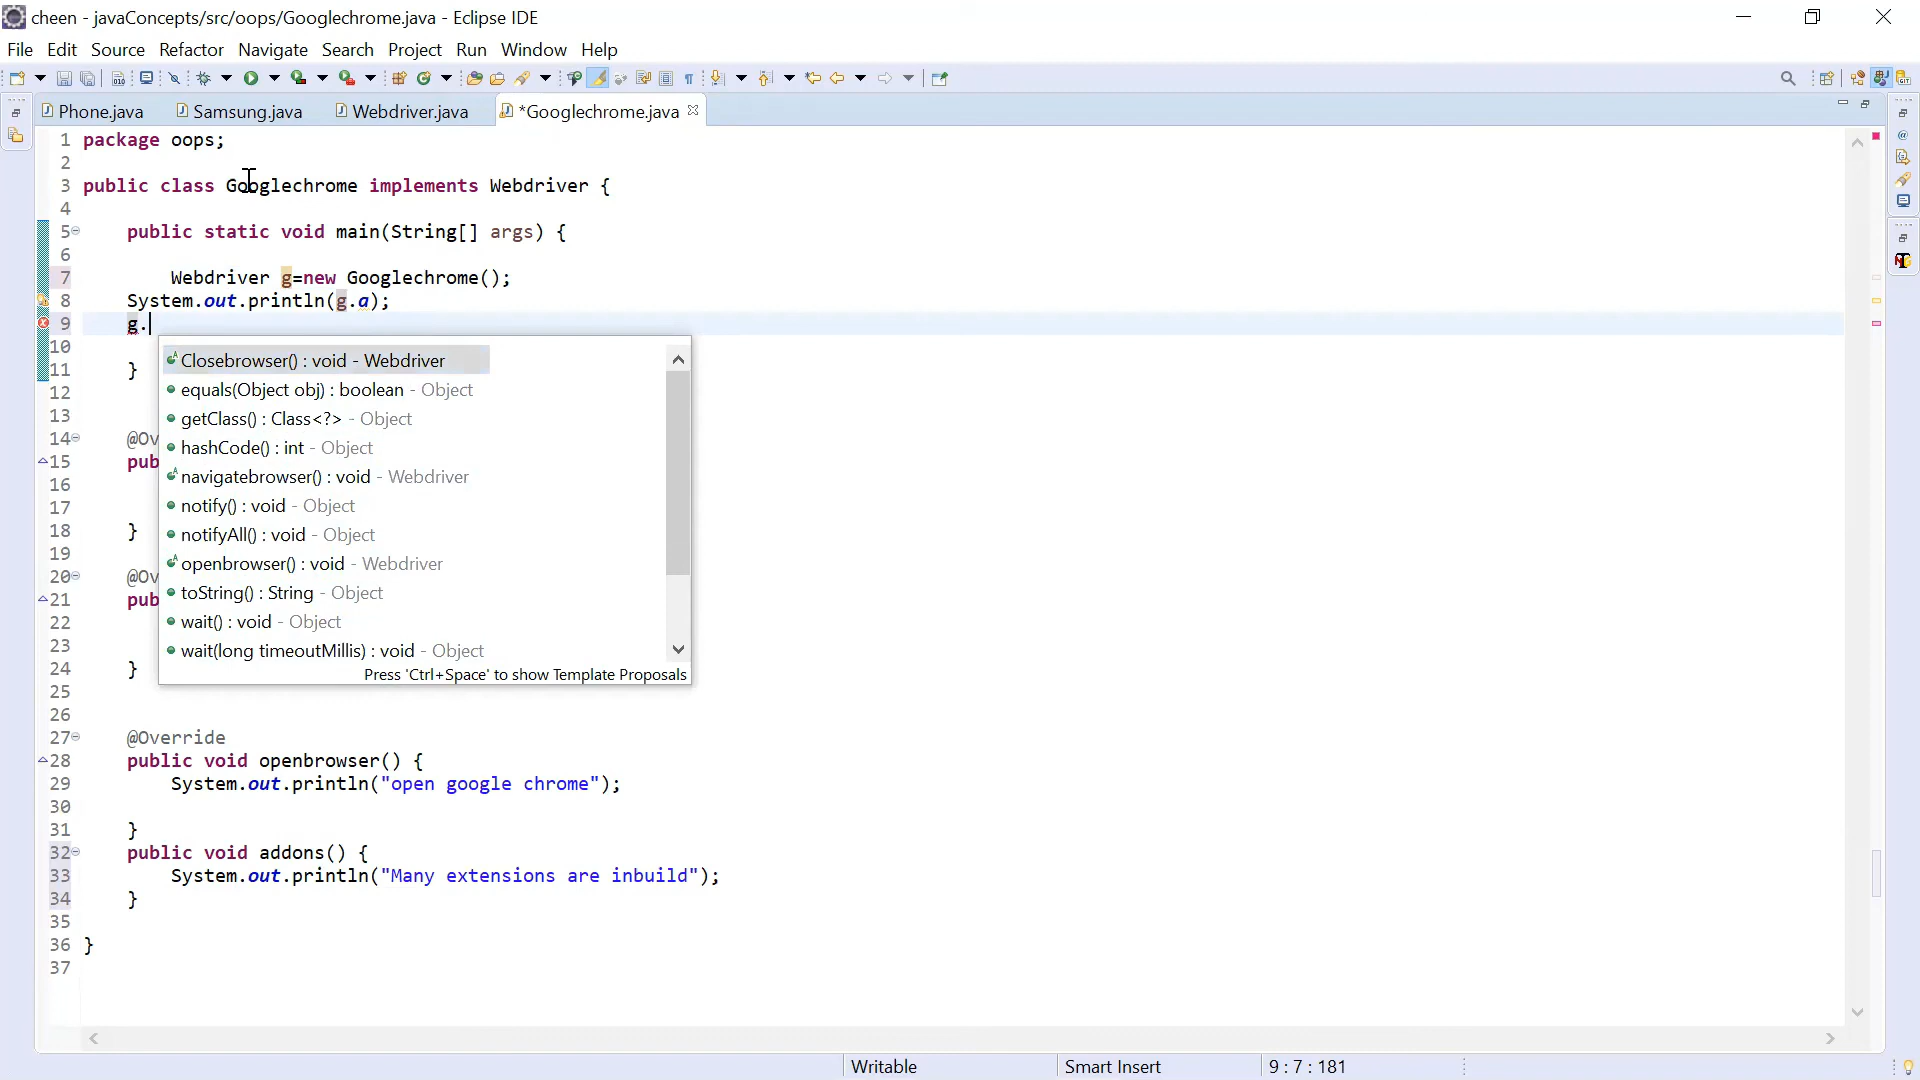 cheen - javaConcepts/src/oops/Googlechrome.java - Eclipse IDE
File Edit Source Refactor Navigate Search Project Run Window Help
Phone.java Samsung.java Webdriver.java *Googlechrome.java
1 package oops;
2
3 public class Googlechrome implements Webdriver {
4
5 public static void main(String[] args) {
6
7 Webdriver g=new Googlechrome();
8 System.out.println(g.a);
9 g.
10
11 }
12
13
14 @Ov
15 pub
16
17
18 }
19
20 @Ov
21 pub
22
23
24 }
25
26
27 @Override
28 public void openbrowser() {
29 System.out.println("open google chrome");
30
31 }
32 public void addons() {
33 System.out.println("Many extensions are inbuild");
34 }
35
36 }
37
Closebrowser() : void - Webdriver
equals(Object obj) : boolean - Object
getClass() : Class<?> - Object
hashCode() : int - Object
navigatebrowser() : void - Webdriver
notify() : void - Object
notifyAll() : void - Object
openbrowser() : void - Webdriver
toString() : String - Object
wait() : void - Object
wait(long timeoutMillis) : void - Object
Press 'Ctrl+Space' to show Template Proposals
Writable Smart Insert 9 : 7 : 181